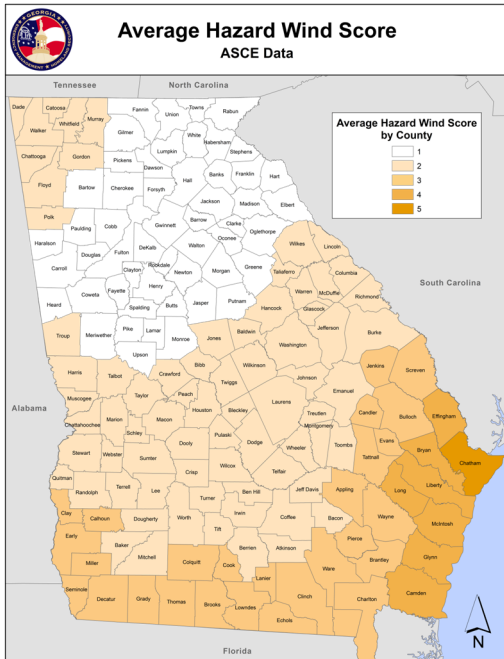 Average Hazard Wind Score
ASCE Data
Tennessee
North Carolina
Average Hazard Wind Score
by County
1
2
3
4
5
South Carolina
Alabama
Florida
N
Dade
Catoosa
Murray
Fannin
Towns
Rabun
Union
Whitfield
Walker
Gilmer
White
Habersham
Lumpkin
Stephens
Chattooga
Gordon
Pickens
Dawson
Banks
Franklin
Hart
Hall
Floyd
Bartow
Cherokee
Forsyth
Jackson
Madison
Elbert
Polk
Paulding
Cobb
Gwinnett
Barrow
Clarke
Oconee
Oglethorpe
Haralson
Douglas
Fulton
DeKalb
Walton
Wilkes
Lincoln
Carroll
Clayton
Rockdale
Newton
Morgan
Greene
Taliaferro
Columbia
Warren
McDuffie
Heard
Coweta
Fayette
Henry
Spalding
Butts
Jasper
Putnam
Hancock
Richmond
Glascock
Troup
Meriwether
Pike
Lamar
Monroe
Jones
Baldwin
Jefferson
Burke
Upson
Washington
Harris
Talbot
Crawford
Bibb
Wilkinson
Jenkins
Screven
Muscogee
Taylor
Peach
Twiggs
Johnson
Emanuel
Chattahoochee
Marion
Macon
Houston
Bleckley
Laurens
Treutlen
Candler
Bulloch
Effingham
Schley
Montgomery
Stewart
Webster
Sumter
Dooly
Pulaski
Dodge
Wheeler
Toombs
Evans
Tattnall
Bryan
Chatham
Quitman
Randolph
Terrell
Lee
Crisp
Wilcox
Telfair
Liberty
Long
Clay
Calhoun
Dougherty
Worth
Turner
Ben Hill
Irwin
Jeff Davis
Appling
Wayne
McIntosh
Tift
Coffee
Bacon
Early
Baker
Mitchell
Berrien
Atkinson
Pierce
Brantley
Glynn
Miller
Colquitt
Cook
Lanier
Ware
Seminole
Decatur
Grady
Thomas
Brooks
Lowndes
Clinch
Echols
Charlton
Camden